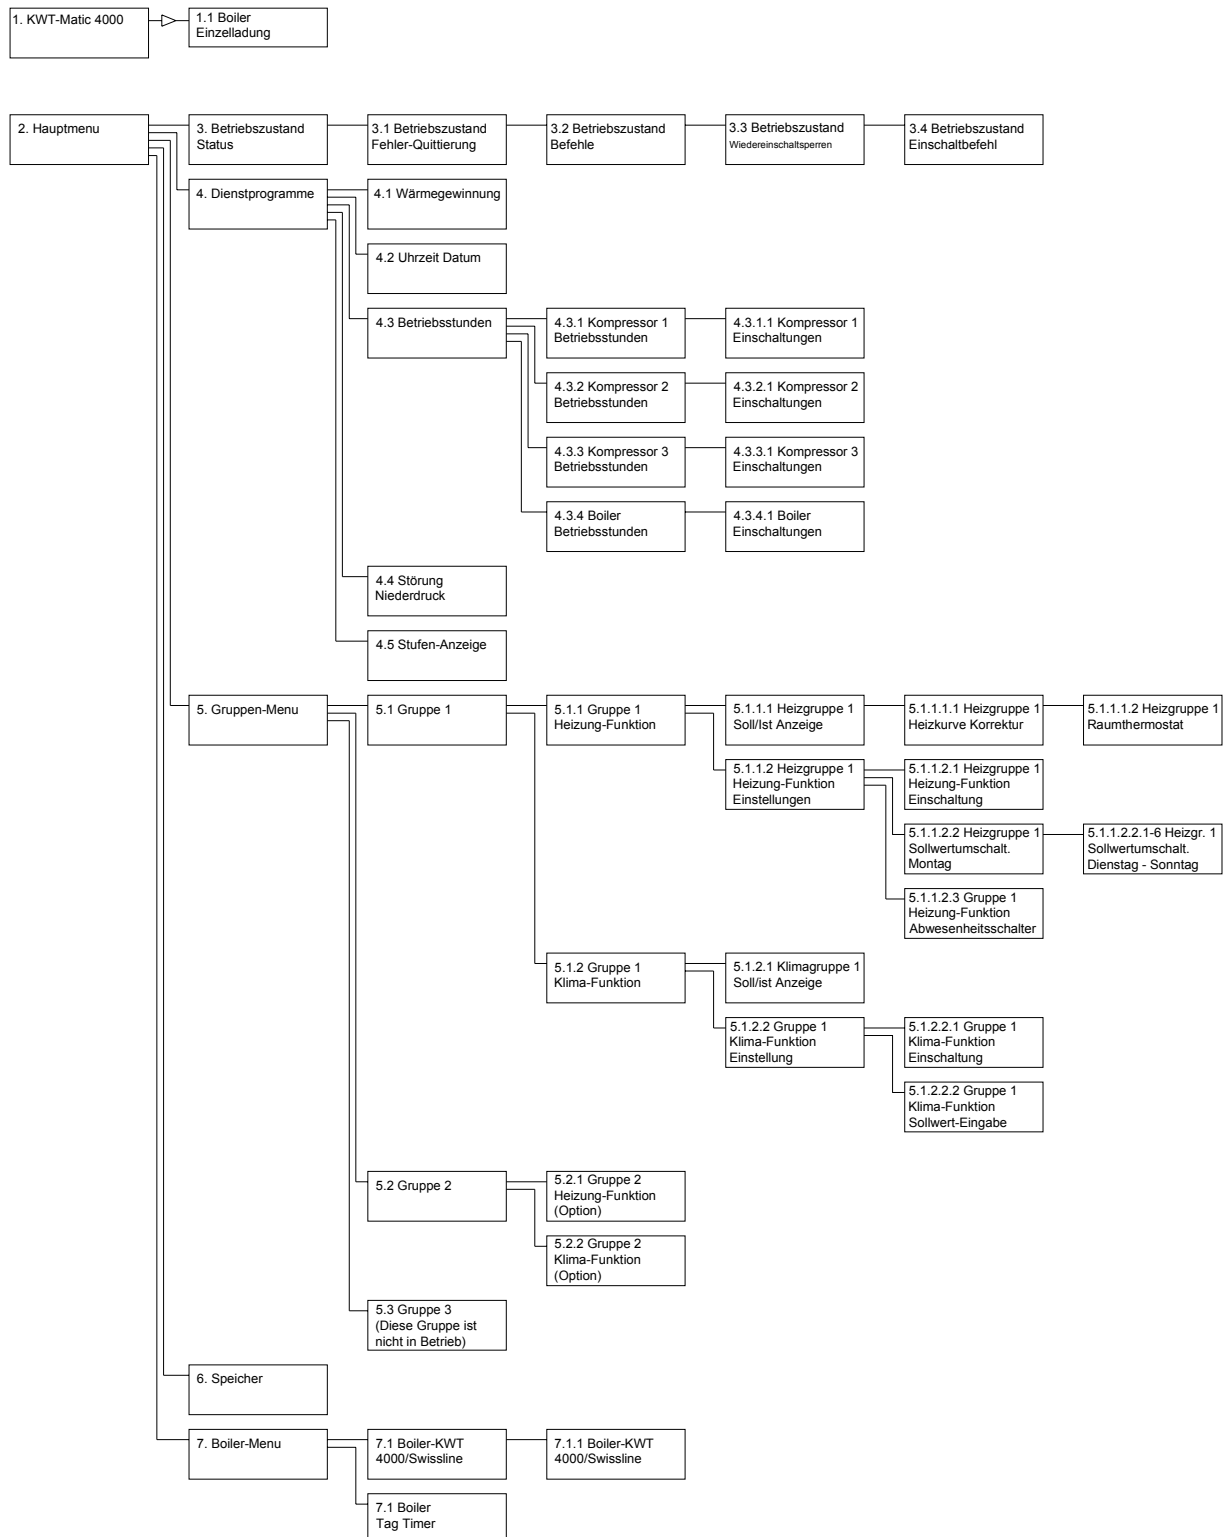 1. KWT-Matic 4000
1.1 Boiler
Einzelladung
2. Hauptmenu
3. Betriebszustand
Status
3.1 Betriebszustand
Fehler-Quittierung
3.2 Betriebszustand
Befehle
3.3 Betriebszustand
Wiedereinschaltsperren
3.4 Betriebszustand
Einschaltbefehl
4. Dienstprogramme
4.1 Wärmegewinnung
4.2 Uhrzeit Datum
4.3 Betriebsstunden
4.3.1 Kompressor 1
Betriebsstunden
4.3.1.1 Kompressor 1
Einschaltungen
4.3.2 Kompressor 2
Betriebsstunden
4.3.2.1 Kompressor 2
Einschaltungen
4.3.3 Kompressor 3
Betriebsstunden
4.3.3.1 Kompressor 3
Einschaltungen
4.3.4 Boiler
Betriebsstunden
4.3.4.1 Boiler
Einschaltungen
4.4 Störung
Niederdruck
4.5 Stufen-Anzeige
5. Gruppen-Menu
5.1 Gruppe 1
5.1.1 Gruppe 1
Heizung-Funktion
5.1.1.1 Heizgruppe 1
Soll/Ist Anzeige
5.1.1.1.1 Heizgruppe 1
Heizkurve Korrektur
5.1.1.1.2 Heizgruppe 1
Raumthermostat
5.1.1.2 Heizgruppe 1
Heizung-Funktion
Einstellungen
5.1.1.2.1 Heizgruppe 1
Heizung-Funktion
Einschaltung
5.1.1.2.2 Heizgruppe 1
Sollwertumschalt.
Montag
5.1.1.2.2.1-6 Heizgr. 1
Sollwertumschalt.
Dienstag - Sonntag
5.1.1.2.3 Gruppe 1
Heizung-Funktion
Abwesenheitsschalter
5.1.2 Gruppe 1
Klima-Funktion
5.1.2.1 Klimagruppe 1
Soll/ist Anzeige
5.1.2.2 Gruppe 1
Klima-Funktion
Einstellung
5.1.2.2.1 Gruppe 1
Klima-Funktion
Einschaltung
5.1.2.2.2 Gruppe 1
Klima-Funktion
Sollwert-Eingabe
5.2 Gruppe 2
5.2.1 Gruppe 2
Heizung-Funktion
(Option)
5.2.2 Gruppe 2
Klima-Funktion
(Option)
5.3 Gruppe 3
(Diese Gruppe ist
nicht in Betrieb)
6. Speicher
7. Boiler-Menu
7.1 Boiler-KWT
4000/Swissline
7.1.1 Boiler-KWT
4000/Swissline
7.1 Boiler
Tag Timer